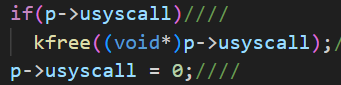 if(p->usyscall)////
kfree((void*)p->usyscall);/
p->usyscall = 0;////